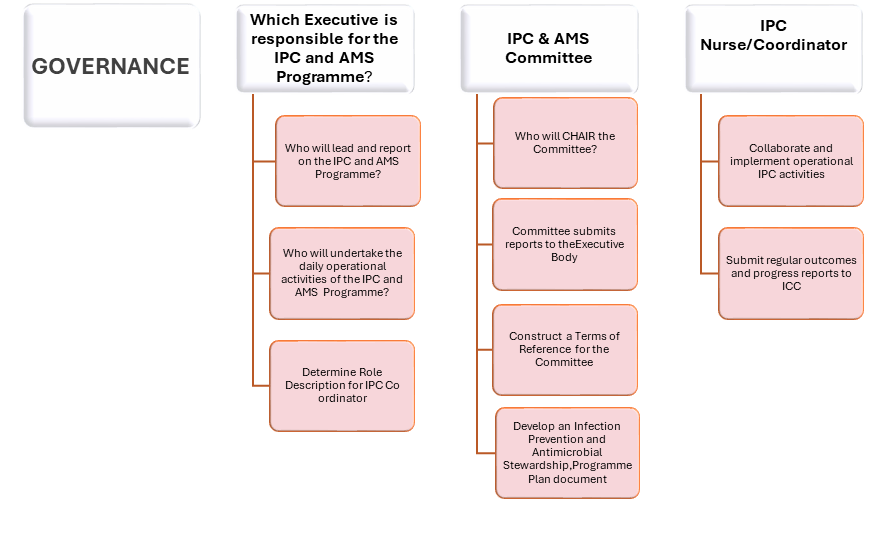 GOVERNANCE
Which Executive is
responsible for the
IPC and AMS
Programme?
Who will lead and report
on the IPC and AMS
Programme?
Who will undertake the
daily operational
activities of the IPC and
AMS Programme?
Determine Role
Description for IPC Co
ordinator
IPC & AMS
Committee
Who will CHAIR the
Committee?
Committee submits
reports to theExecutive
Body
Construct a Terms of
Reference for the
Committee
Develop an Infection
Prevention and
Antimicrobial
Stewardship,Programme
Plan document
IPC
Nurse/Coordinator
Collaborate and
implerment operational
IPC activities
Submit regular outcomes
and progress reports to
ICC